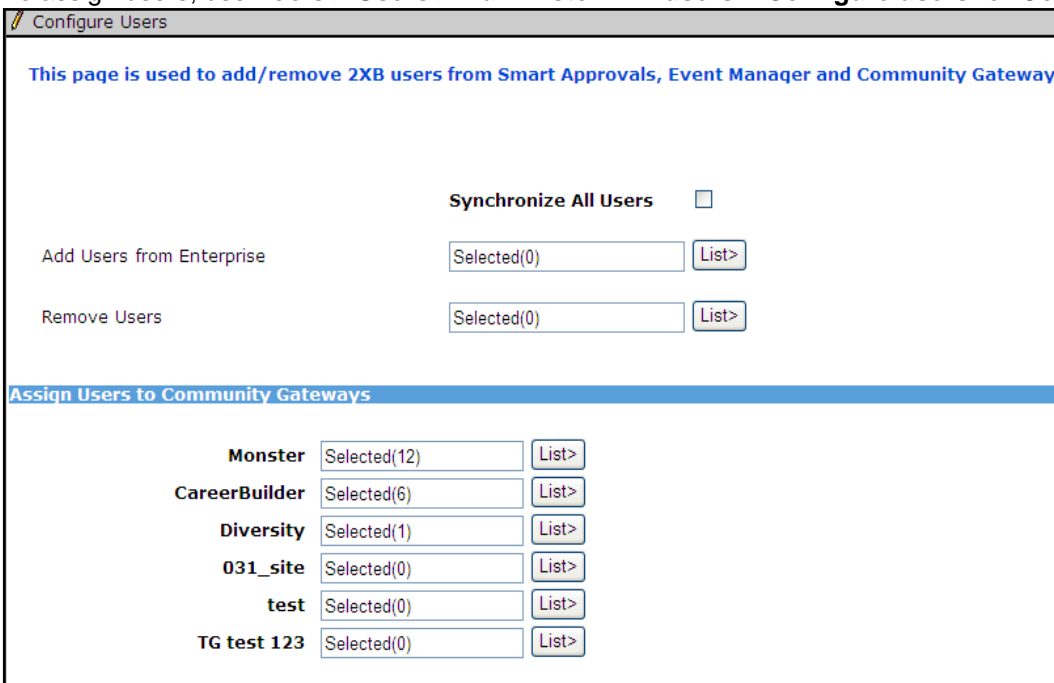 Configure Users
This page is used to add/remove 2XB users from Smart Approvals, Event Manager and Community Gateway
Synchronize All Users
Add Users from Enterprise Selected(0) List>
Remove Users Selected(0) List>
Assign Users to Community Gateways
Monster Selected(12) List>
CareerBuilder Selected(6) List>
Diversity Selected(1) List>
031_site Selected(0) List>
test Selected(0) List>
TG test 123 Selected(0) List>